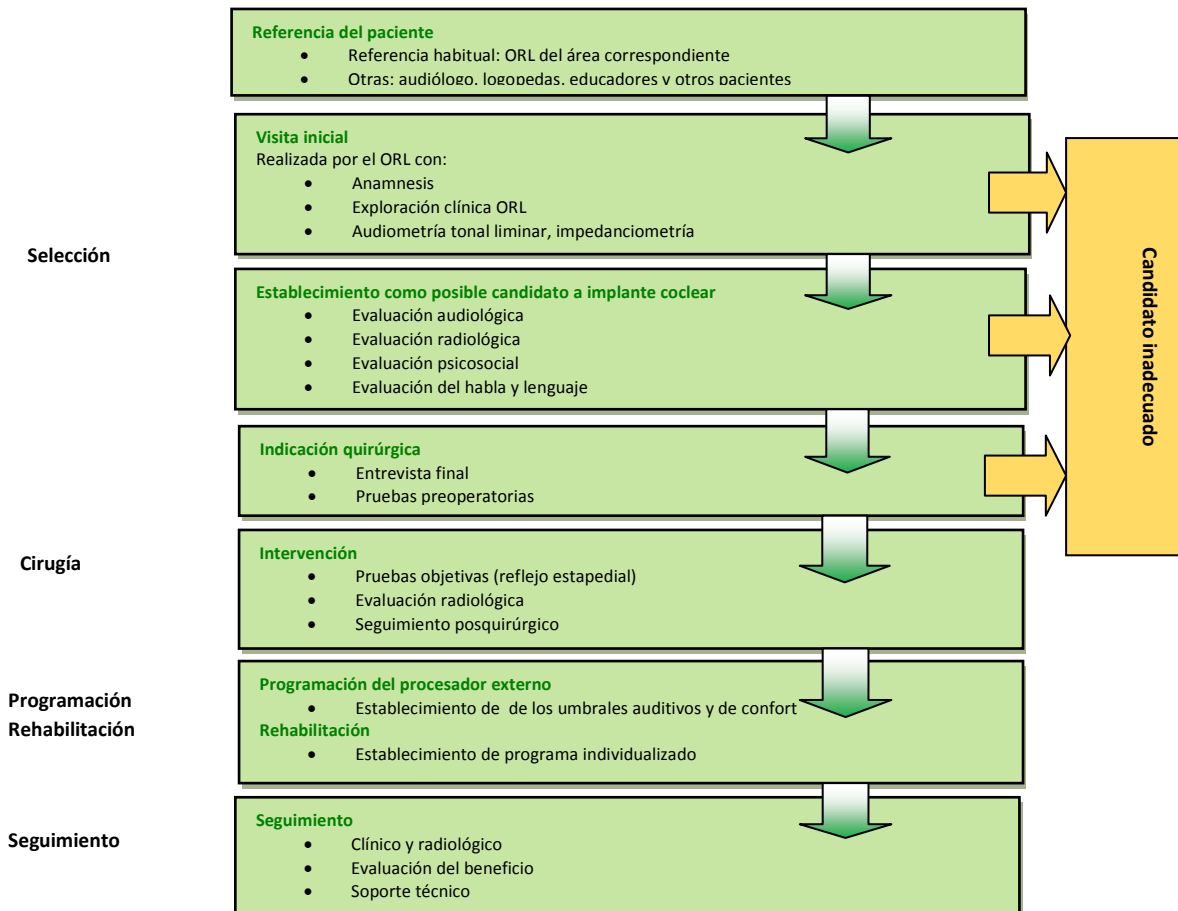 Referencia del paciente
• Referencia habitual: ORL del área correspondiente
• Otras: audiólogo, logopedas, educadores y otros pacientes
Selección
Visita inicial
Realizada por el ORL con:
• Anamnesis
• Exploración clínica ORL
• Audiometría tonal liminar, impedanciometría
Establecimiento como posible candidato a implante coclear
• Evaluación audiológica
• Evaluación radiológica
• Evaluación psicosocial
• Evaluación del habla y lenguaje
Indicación quirúrgica
• Entrevista final
• Pruebas preoperatorias
Candidato inadecuado
Cirugía
Intervención
• Pruebas objetivas (reflejo estapedial)
• Evaluación radiológica
• Seguimiento posquirúrgico
Programación
Rehabilitación
Programación del procesador externo
• Establecimiento de  de los umbrales auditivos y de confort
Rehabilitación
• Establecimiento de programa individualizado
Seguimiento
Seguimiento
• Clínico y radiológico
• Evaluación del beneficio
• Soporte técnico